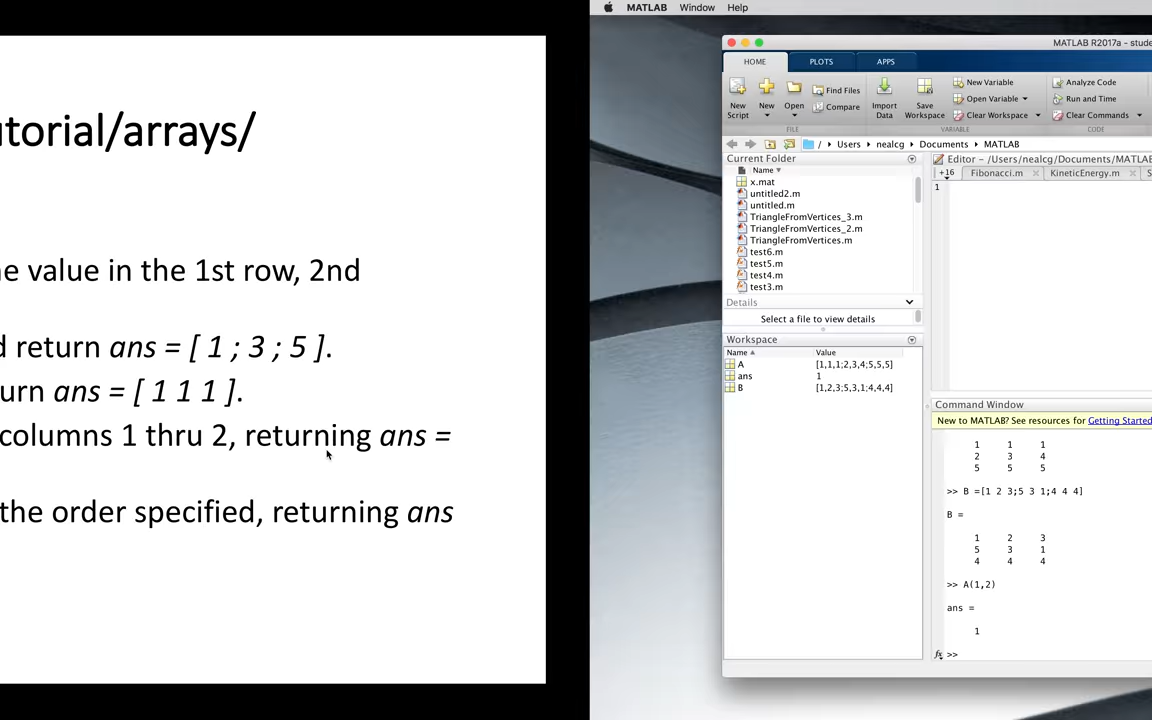 utorial/arrays/
e value in the 1st row, 2nd
d return ans = [ 1 ; 3 ; 5 ].
urn ans = [ 1 1 1 ].
columns 1 thru 2, returning ans =
the order specified, returning ans
MATLAB Window Help
MATLAB R2017a - stude
HOME PLOTS APPS
New Script
New
Open
Find Files
Compare
Import Data
Save Workspace
New Variable
Open Variable
Clear Workspace
Analyze Code
Run and Time
Clear Commands
FILE VARIABLE CODE
/ Users nealcg Documents MATLAB
Current Folder
Name
x.mat
untitled2.m
untitled.m
TriangleFromVertices_3.m
TriangleFromVertices_2.m
TriangleFromVertices.m
test6.m
test5.m
test4.m
test3.m
Details
Select a file to view details
Workspace
Name Value
A [1,1,1;2,3,4;5,5,5]
ans 1
B [1,2,3;5,3,1;4,4,4]
Editor - /Users/nealcg/Documents/MATLAB
+16 Fibonacci.m KineticEnergy.m S
1
Command Window
New to MATLAB? See resources for Getting Started
1 1 1
2 3 4
5 5 5
>> B =[1 2 3;5 3 1;4 4 4]
B =
1 2 3
5 3 1
4 4 4
>> A(1,2)
ans =
1
fx >>